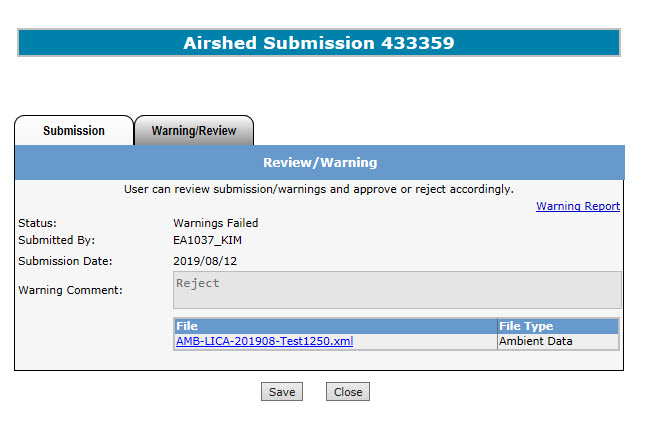 Airshed Submission 433359
Submission Warning/Review
Review/Warning
User can review submission/warnings and approve or reject accordingly.
Warning Report
Status: Warnings Failed
Submitted By: EA1037_KIM
Submission Date: 2019/08/12
Warning Comment: Reject
File File Type
AMB-LICA-201908-Test1250.xml Ambient Data
Save Close